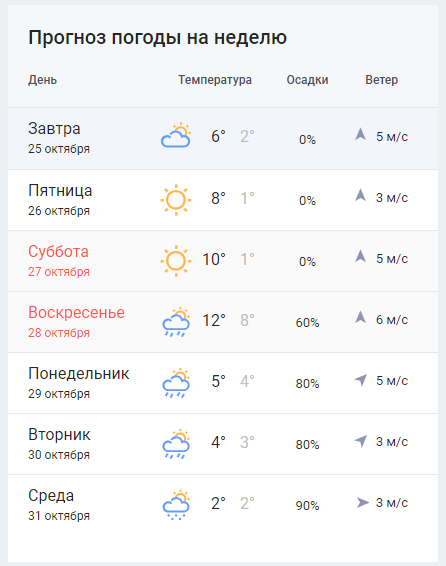 Прогноз погоды на неделю
День Температура Осадки Ветер
Завтра
25 октября
6° 2° 0% 5 м/с
Пятница
26 октября
8° 1° 0% 3 м/с
Суббота
27 октября
10° 1° 0% 5 м/с
Воскресенье
28 октября
12° 8° 60% 6 м/с
Понедельник
29 октября
5° 4° 80% 5 м/с
Вторник
30 октября
4° 3° 80% 3 м/с
Среда
31 октября
2° 2° 90% 3 м/с